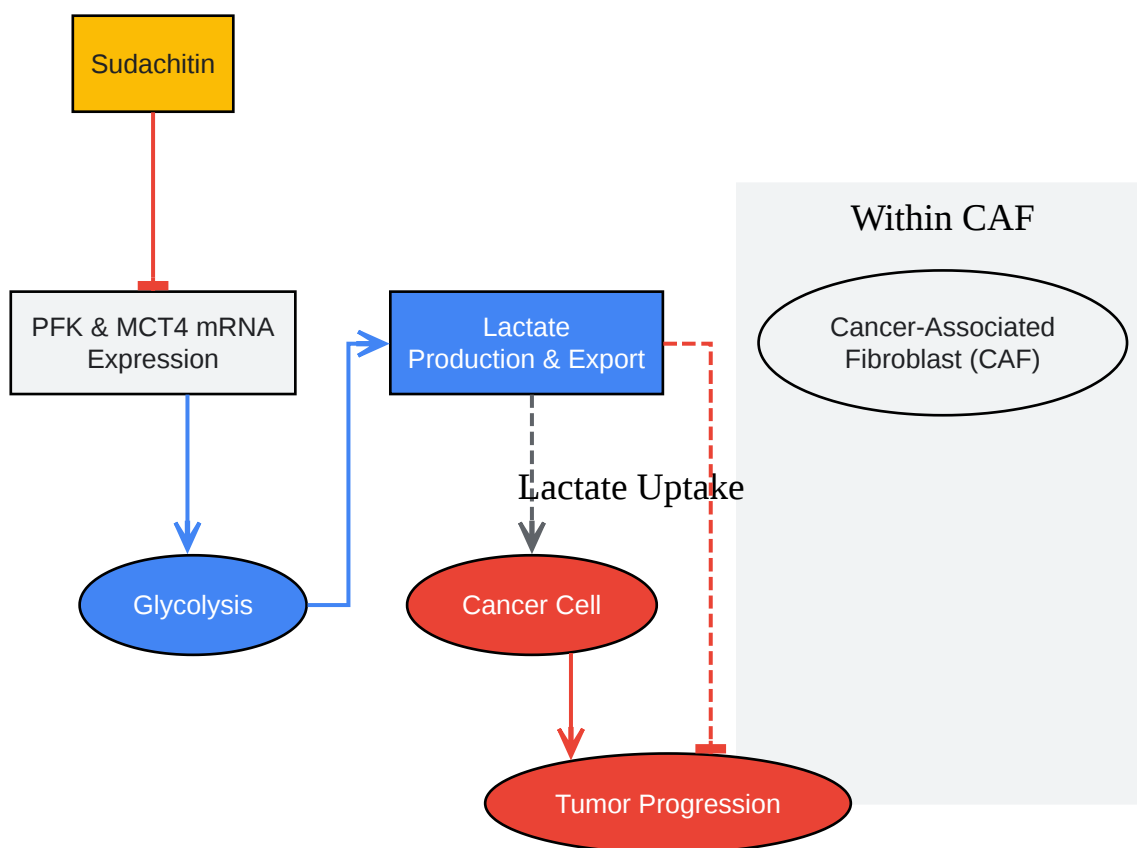 Sudachitin
Within CAF
PFK & MCT4 mRNA
Expression
Lactate
Production & Export
Cancer-Associated
Fibroblast (CAF)
Lactate Uptake
Glycolysis
Cancer Cell
Tumor Progression